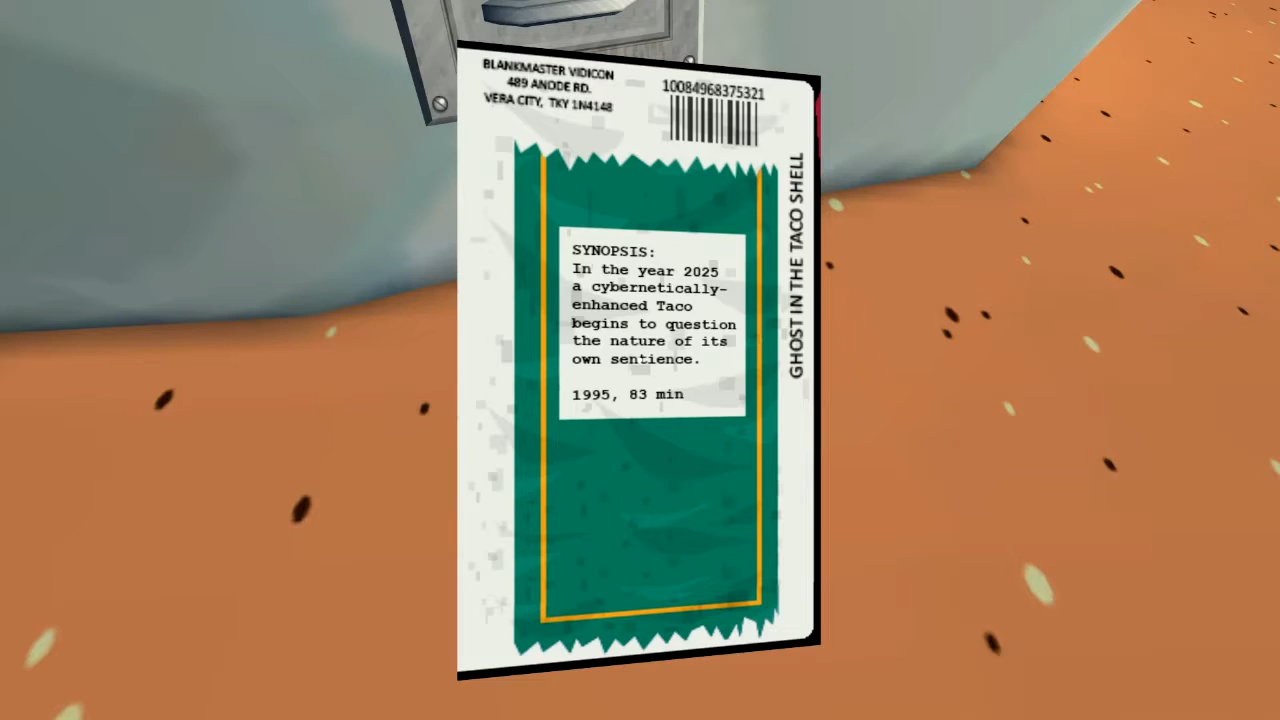 BLANKMASTER VIDICON
489 ANODE RD.
VERA CITY, TKY 1N4148
10084968375321
GHOST IN THE TACO SHELL
SYNOPSIS:
In the year 2025
a cybernetically-
enhanced Taco
begins to question
the nature of its
own sentience.
1995, 83 min